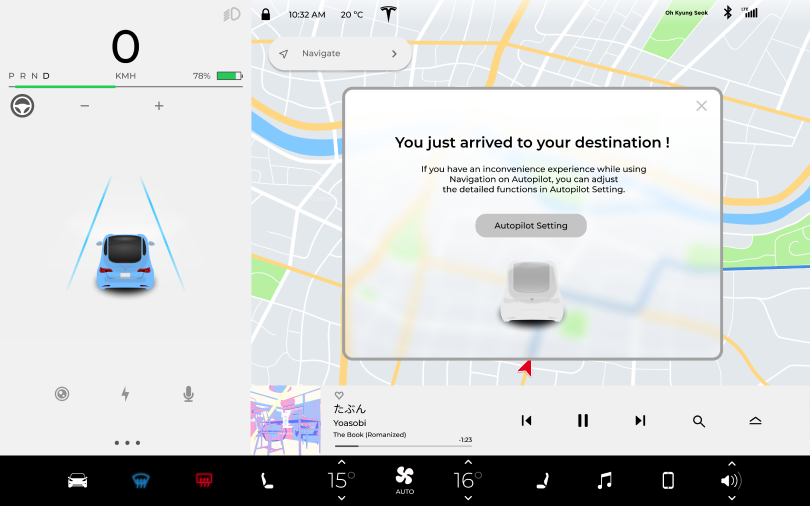 10:32 AM
20 ºC
Oh Kyung Seok
LTE
0
P R N D
KMH
78%
Navigate
You just arrived to your destination !
If you have an inconvenience experience while using
Navigation on Autopilot, you can adjust
the detailed functions in Autopilot Setting.
Autopilot Setting
たぶん
Yoasobi
The Book (Romanized)
-1:23
15°
AUTO
16°